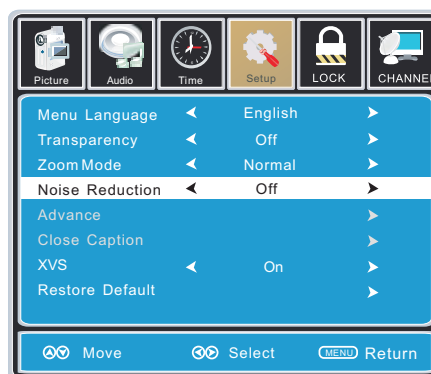 Picture Audio Time Setup LOCK CHANNE
Menu Language English
Transparency Off
Zoom Mode Normal
Noise Reduction Off
Advance
Close Caption
XVS On
Restore Default
Move Select MENU Return